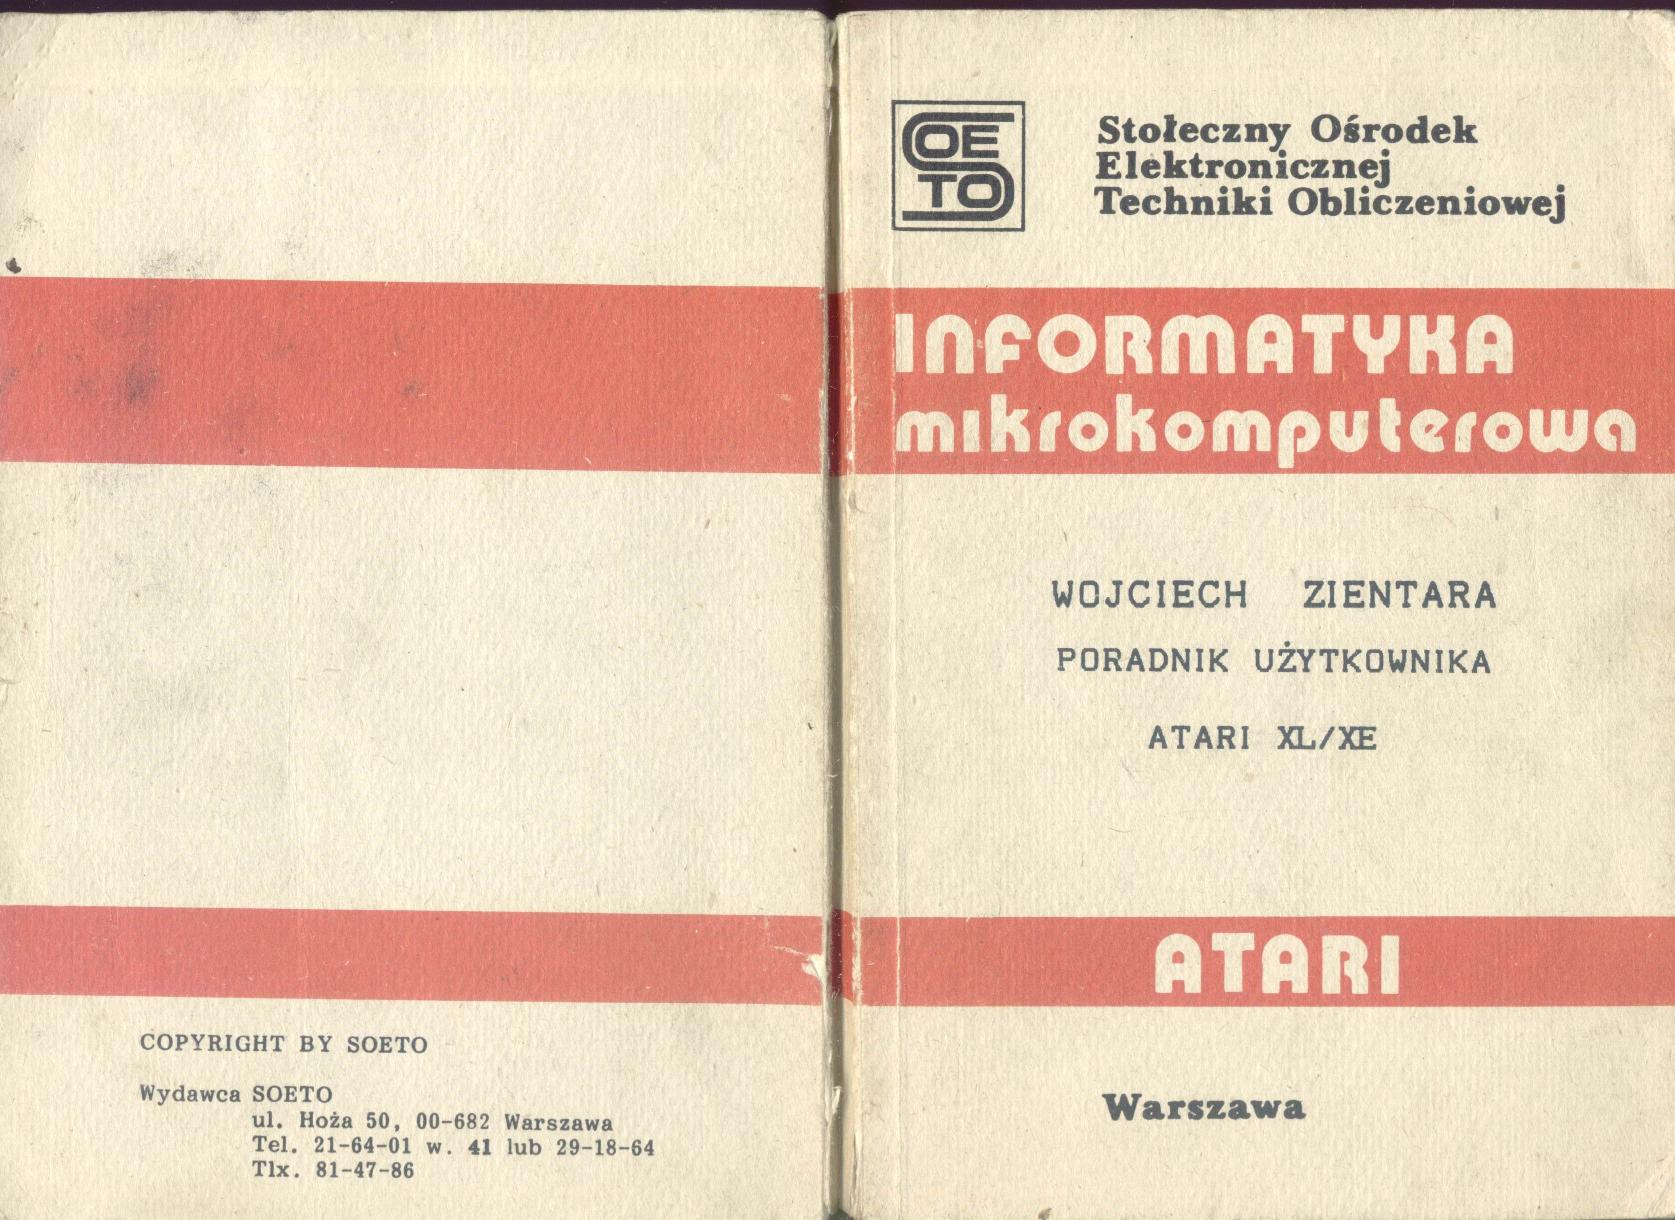 COPYRIGHT BY SOETO
Wydawca SOETO
ul. Hoża 50, 00-682 Warszawa
Tel. 21-64-01 w. 41 lub 29-18-64
Tlx. 81-47-86
SOETO
Stołeczny Ośrodek
Elektronicznej
Techniki Obliczeniowej
INFORMATYKA
mikrokomputerowa
WOJCIECH ZIENTARA
PORADNIK UŻYTKOWNIKA
ATARI XL/XE
ATARI
Warszawa